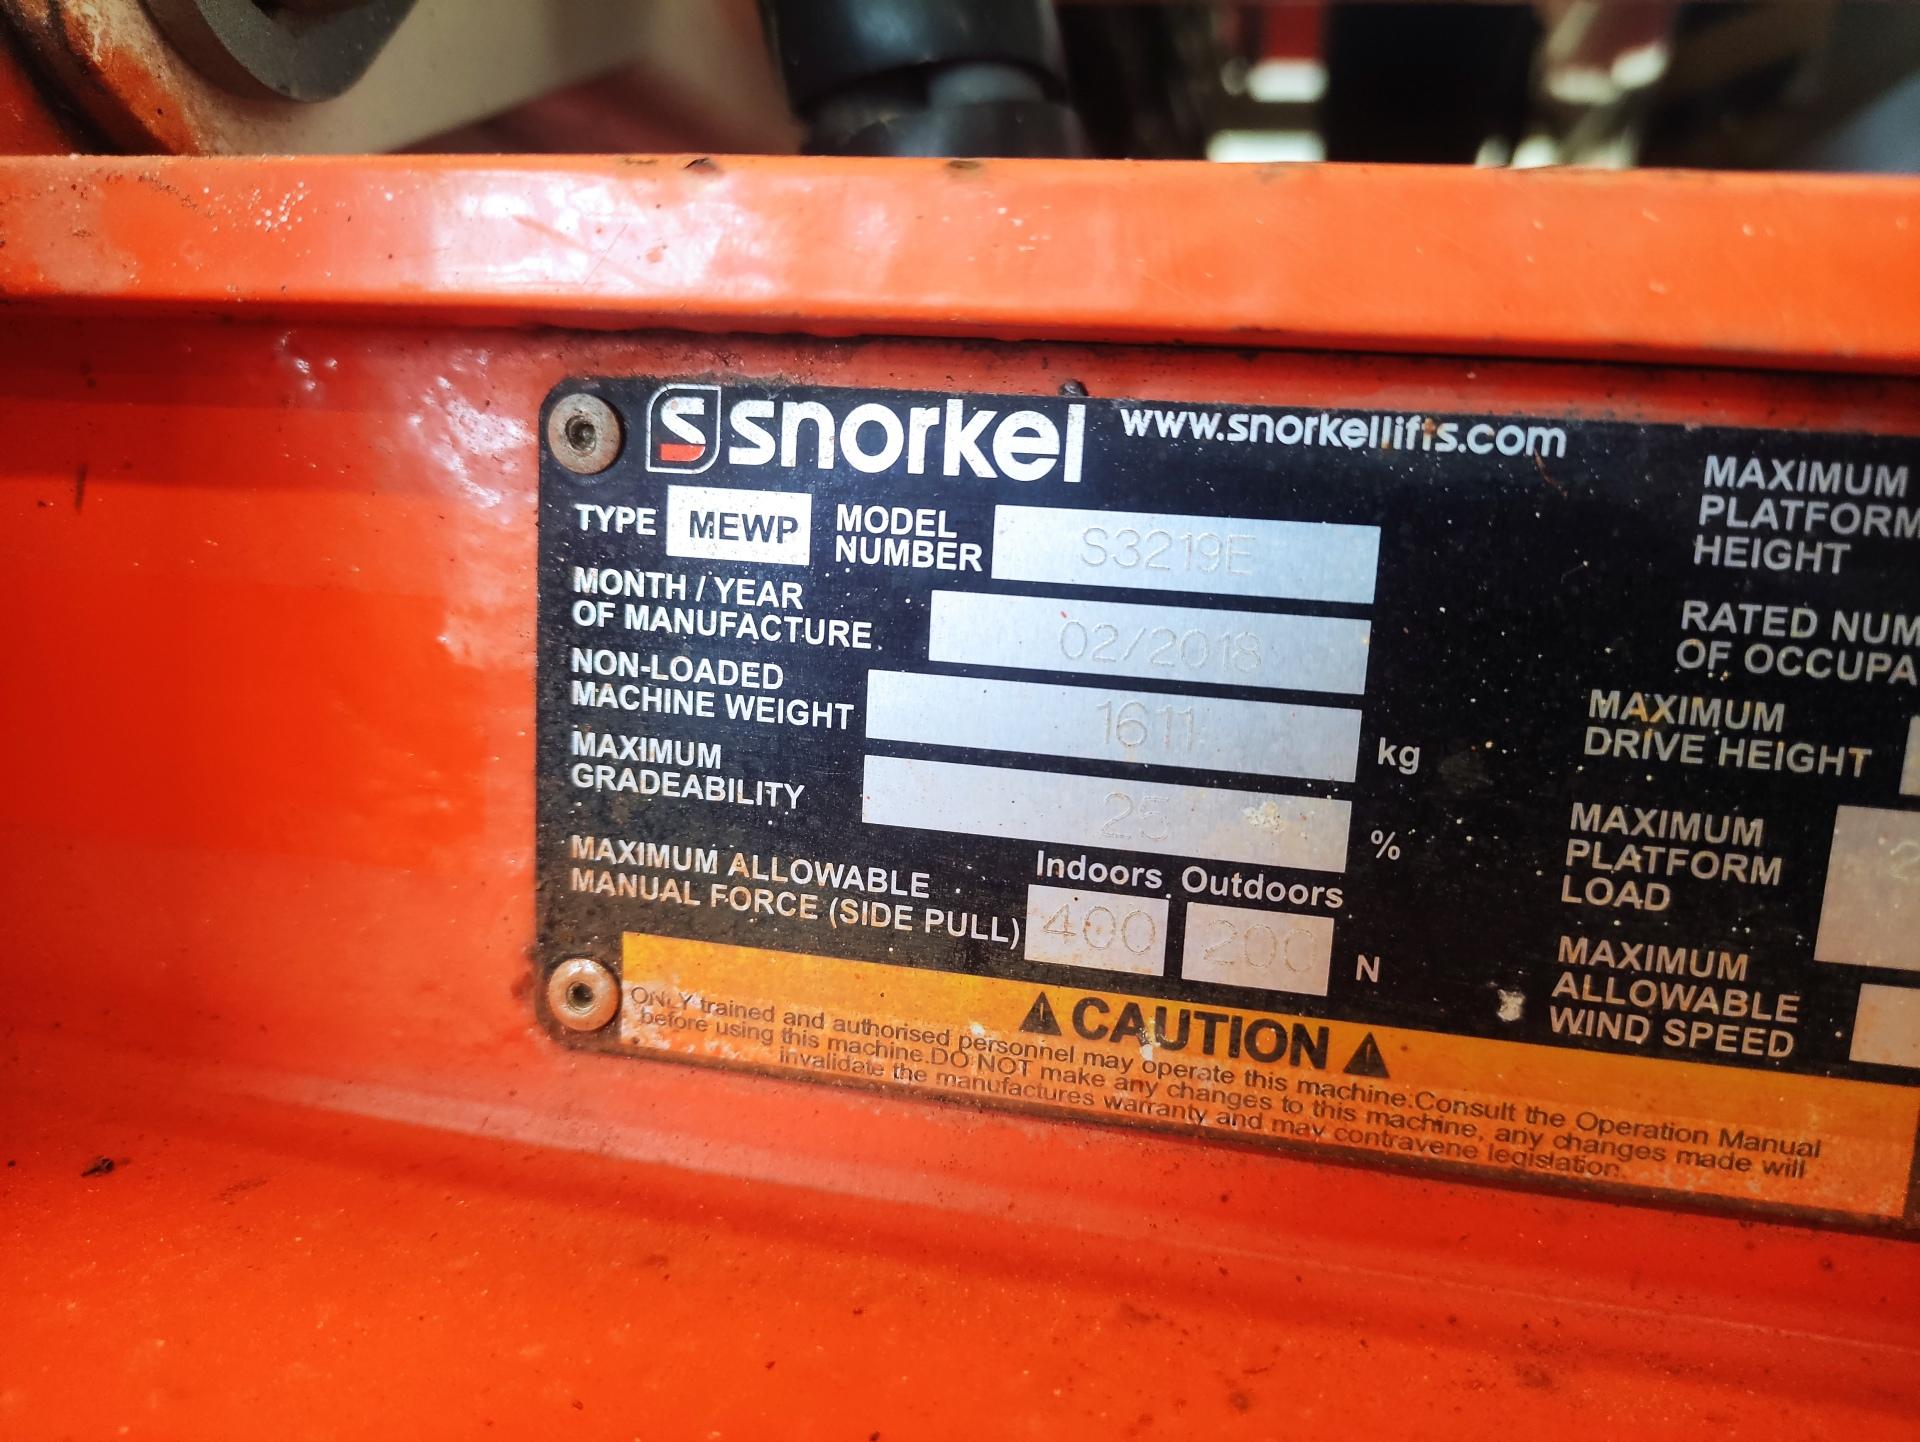 snorkel www.snorkellifts.com
TYPE MEWP MODEL NUMBER S3219E
MONTH / YEAR
OF MANUFACTURE 02/2018
NON-LOADED
MACHINE WEIGHT 1611 kg
MAXIMUM
GRADEABILITY 25 %
MAXIMUM ALLOWABLE
MANUAL FORCE (SIDE PULL)
Indoors Outdoors
400 200 N
MAXIMUM
PLATFORM
HEIGHT
RATED
OF
MAXIMUM
DRIVE HEIGHT
MAXIMUM
PLATFORM
LOAD
MAXIMUM
ALLOWABLE
WIND SPEED
CAUTION
ONLY trained and authorised personnel may operate this machine.Consult the Operation Manual
before using this machine.DO NOT make any changes to this machine, any changes made will
invalidate the manufactures warranty and may contravene legislation.